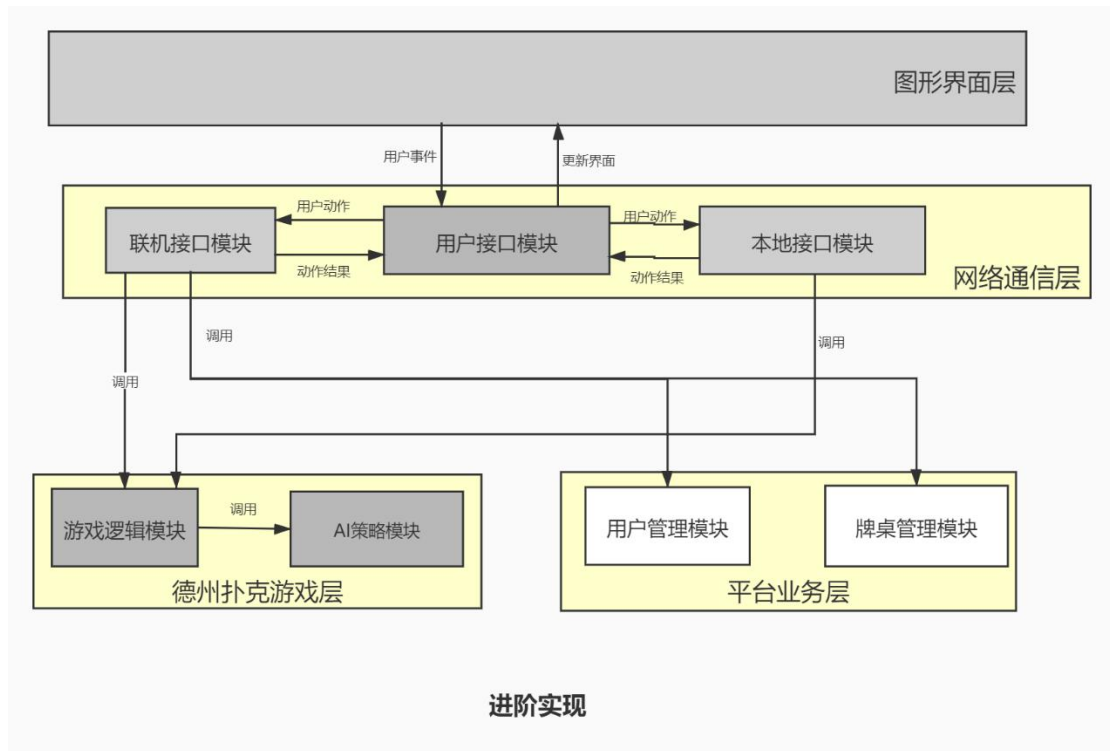 图形界面层
用户事件
更新界面
用户动作
用户动作
联机接口模块
用户接口模块
本地接口模块
动作结果
动作结果
网络通信层
调用
调用
调用
游戏逻辑模块
调用
AI策略模块
用户管理模块
牌桌管理模块
德州扑克游戏层
平台业务层
进阶实现